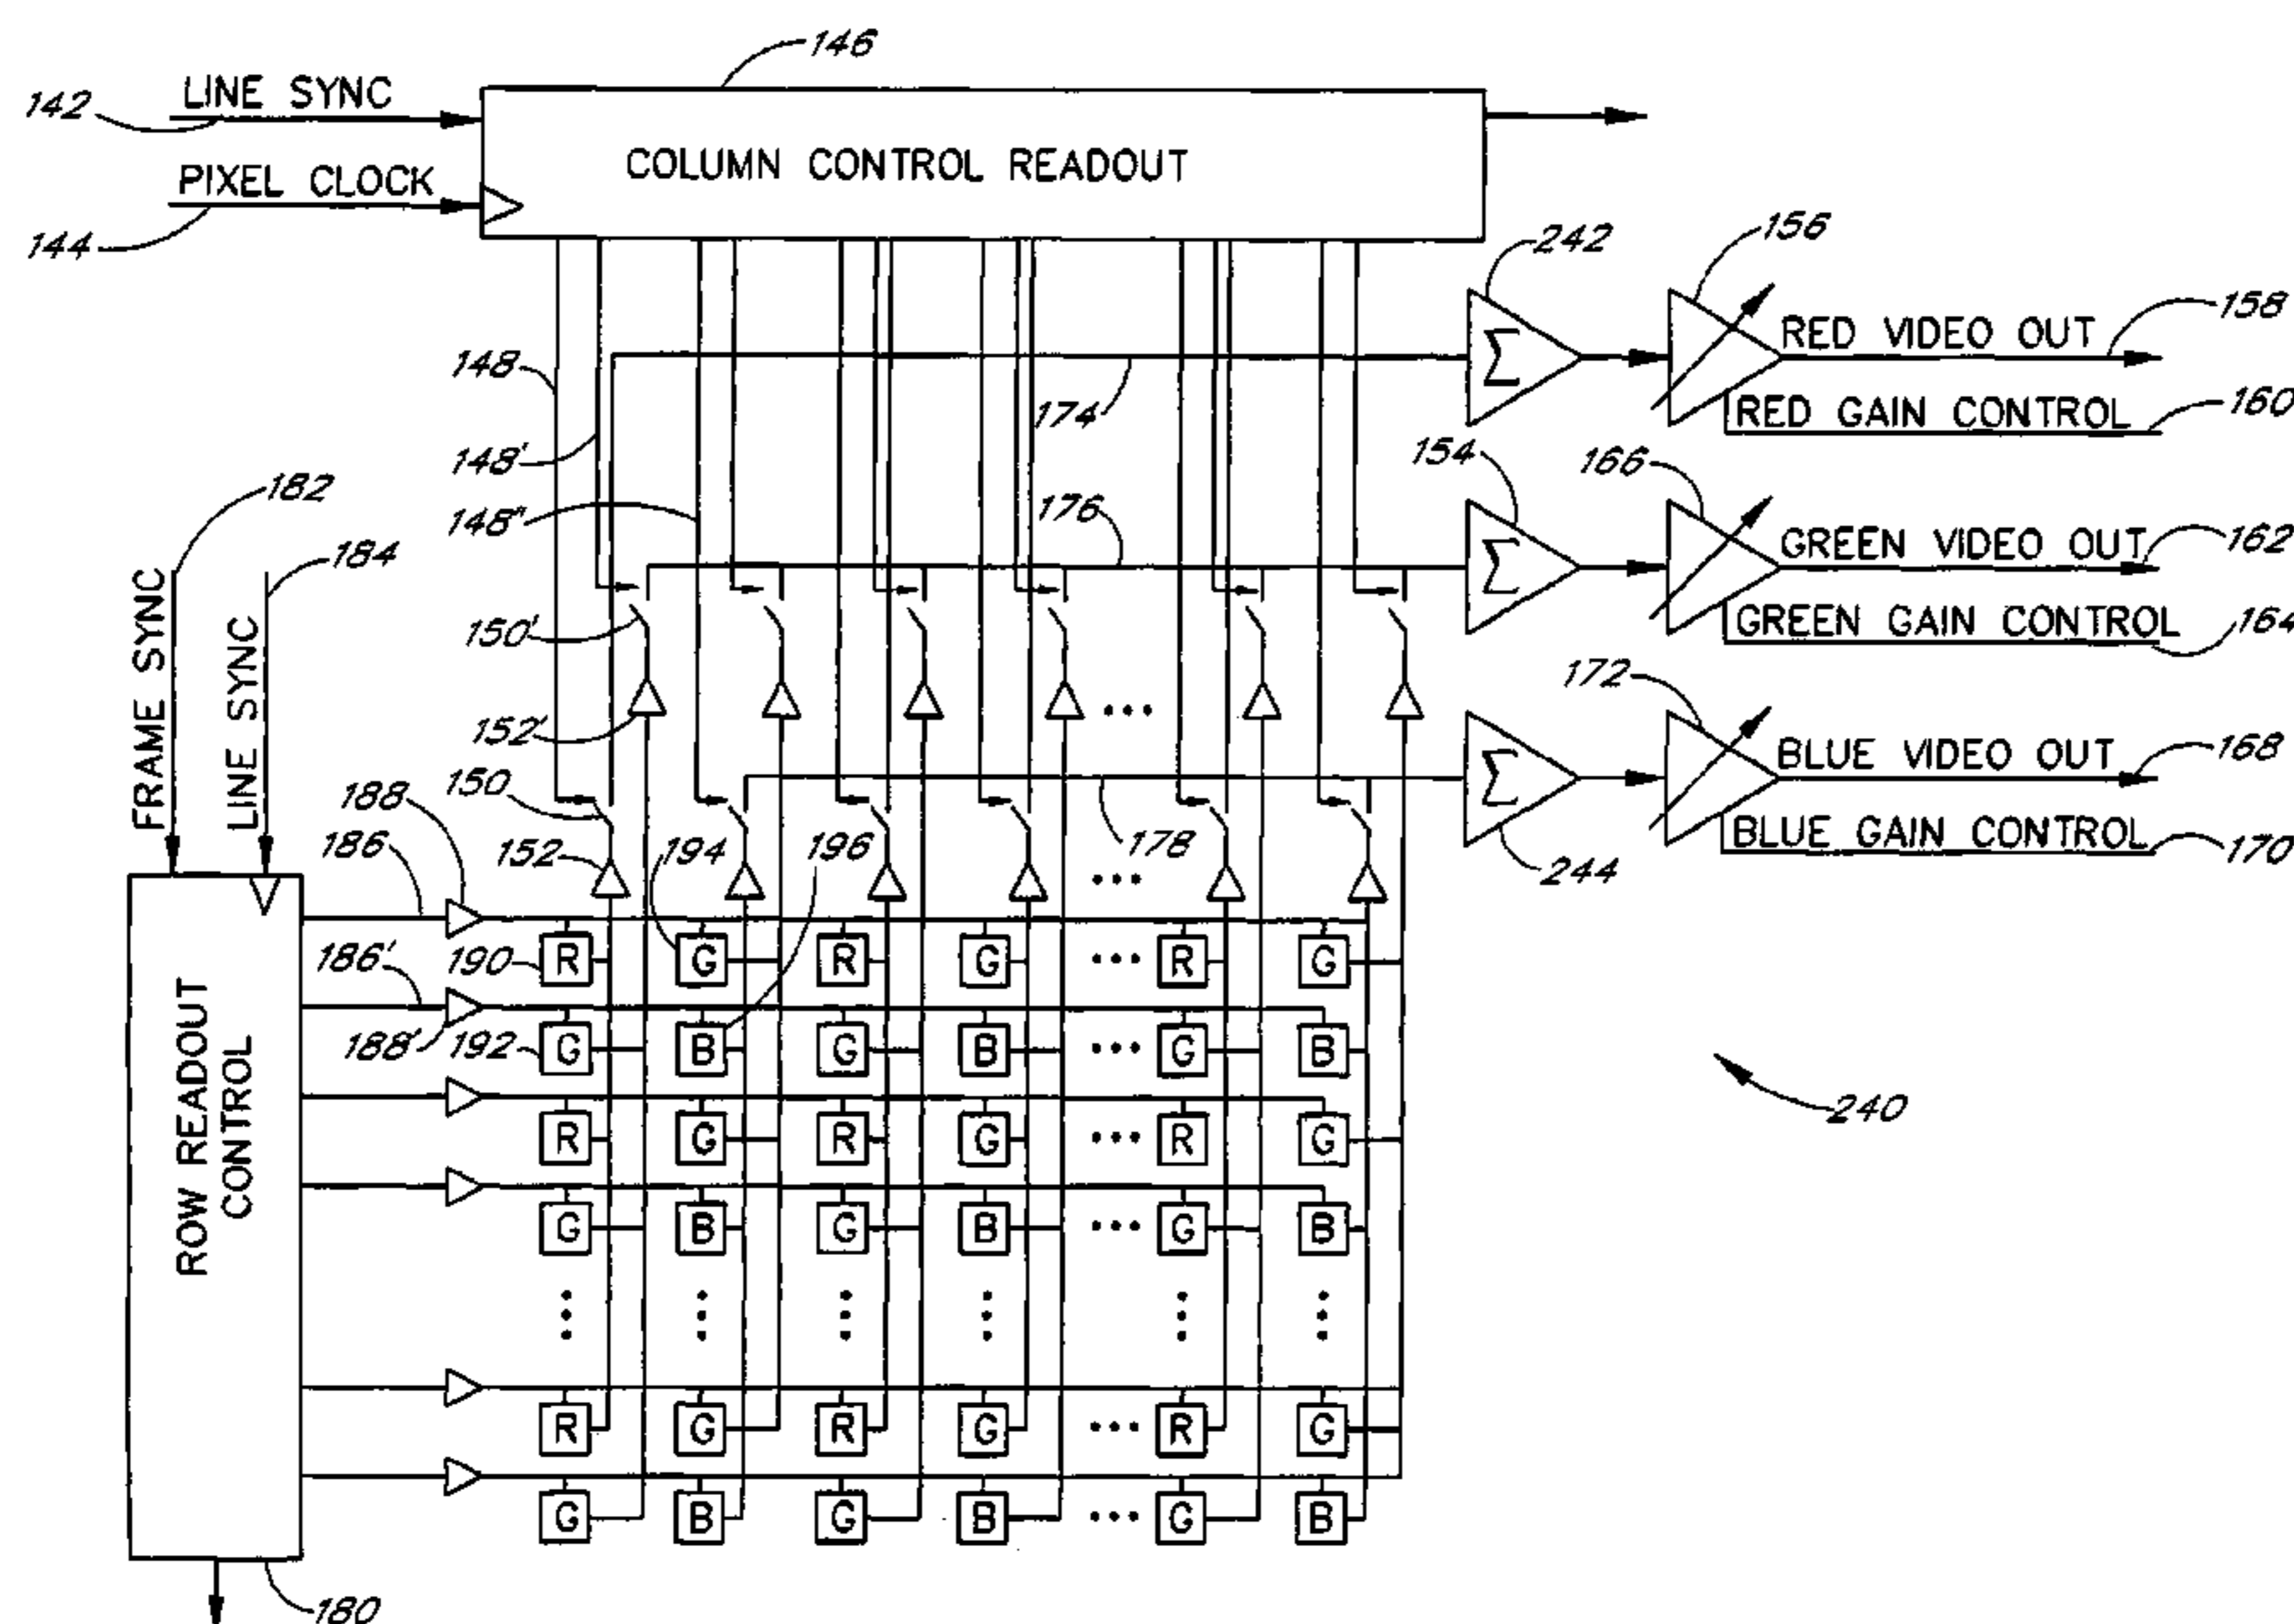 146
142
LINE SYNC
COLUMN CONTROL READOUT
PIXEL CLOCK
144
242
156
Σ
RED VIDEO OUT
158
RED GAIN CONTROL
160
148
174
148'
154
166
182
148"
176
Σ
GREEN VIDEO OUT
162
GREEN GAIN CONTROL
164
184
FRAME SYNC
LINE SYNC
150'
152'
172
Σ
BLUE VIDEO OUT
168
BLUE GAIN CONTROL
170
150
188
186
152
194
196
178
244
190 R G R G ... R G
186'
188'
192 G B G B ... G B
R G R G ... R G
G B G B ... G B
R G R G ... R G
G B G B ... G B
ROW READOUT
CONTROL
240
180